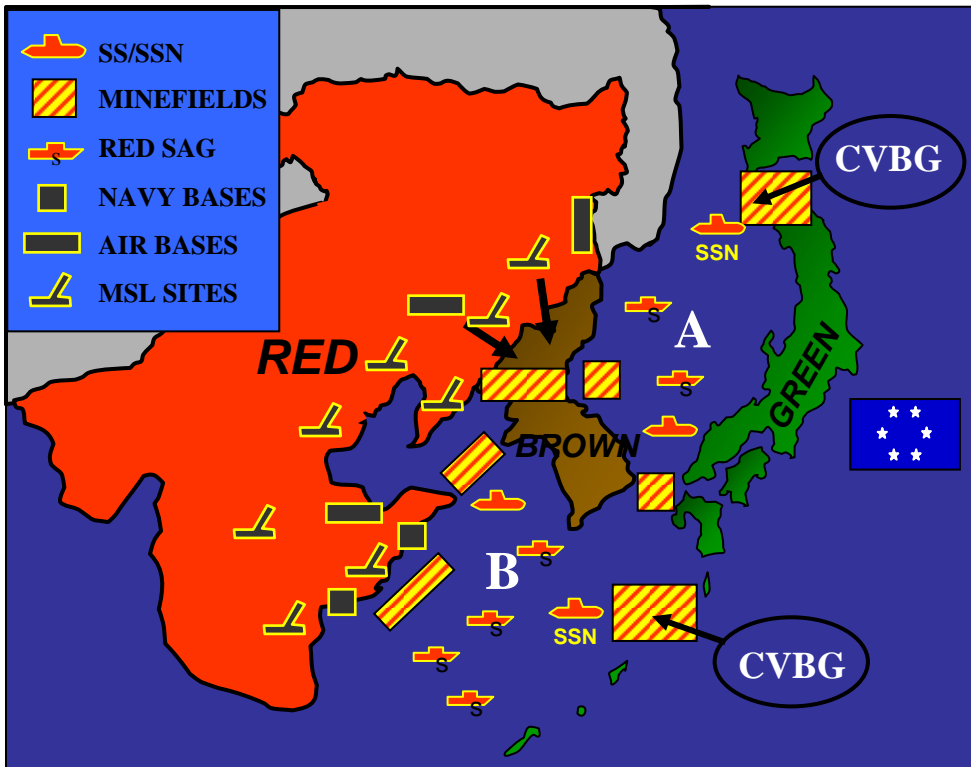 SS/SSN
MINEFIELDS
S
RED SAG
NAVY BASES
AIR BASES
MSL SITES
CVBG
SSN
S
A
RED
S
GREEN
BROWN
S
B
SSN
S
S
CVBG
S